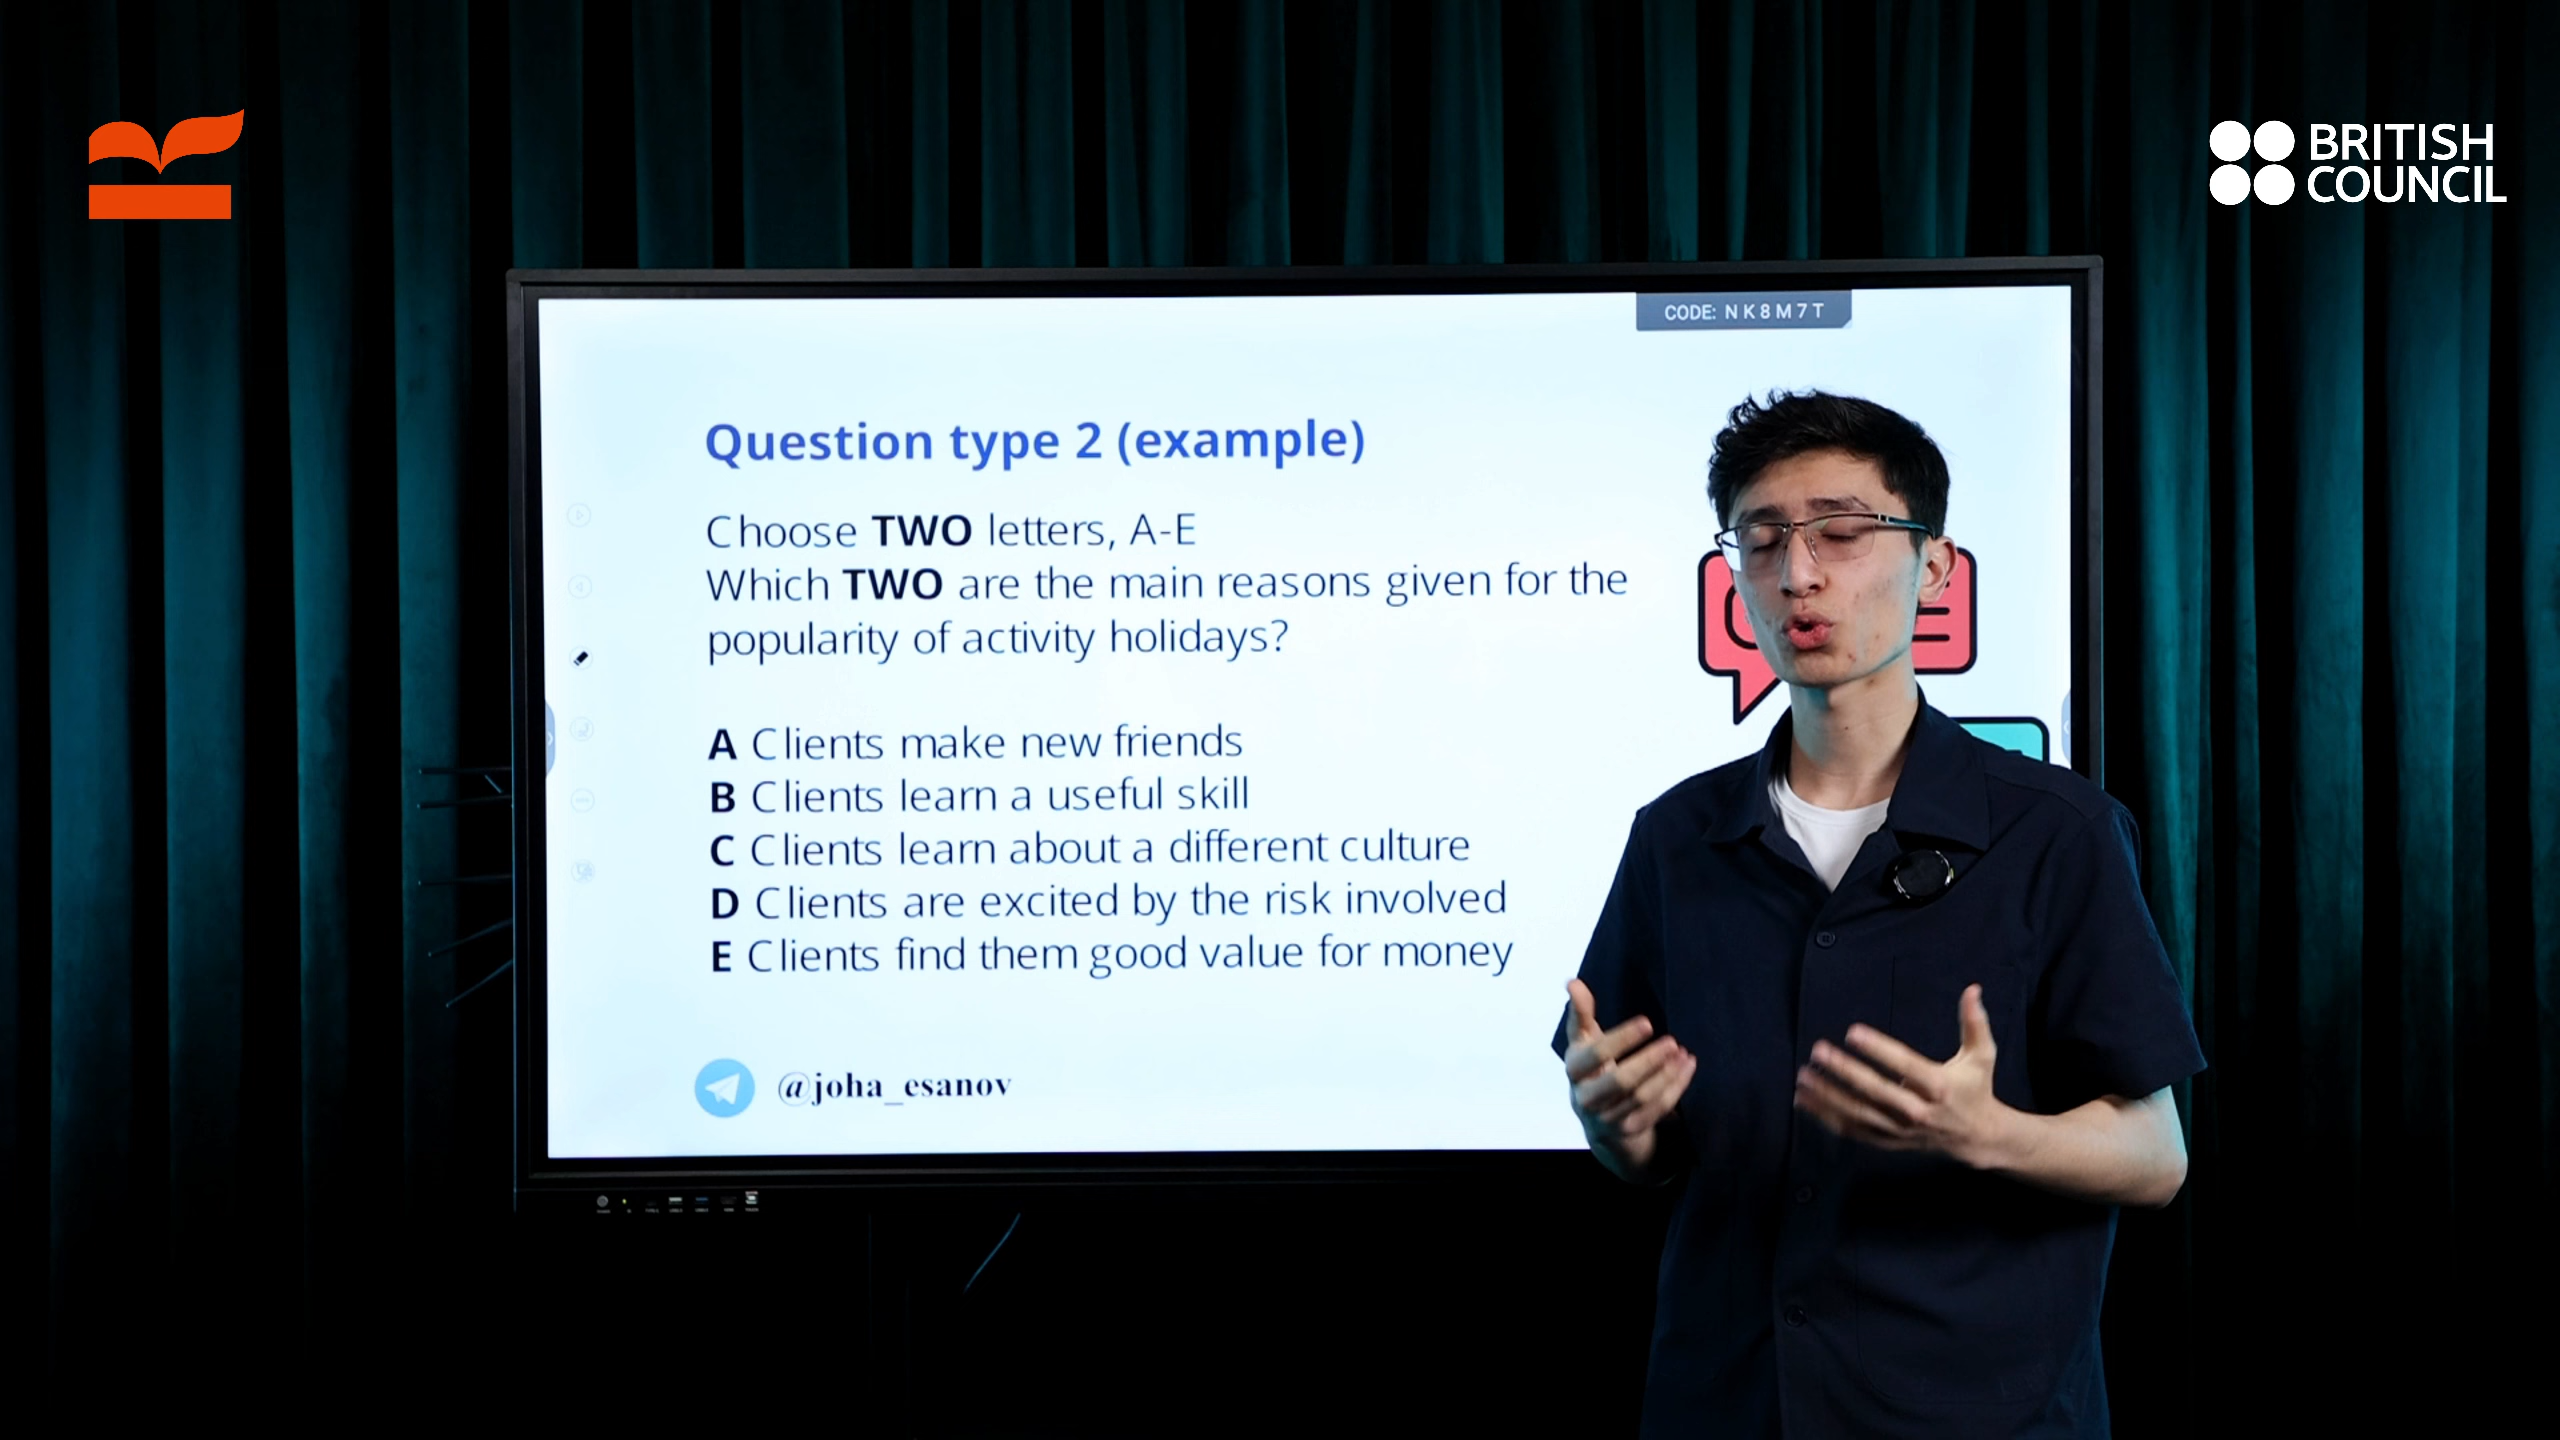 BRITISH
COUNCIL
CODE: NK8M7T
Question type 2 (example)
Choose TWO letters, A-E
Which TWO are the main reasons given for the
popularity of activity holidays?
A Clients make new friends
B Clients learn a useful skill
C Clients learn about a different culture
D Clients are excited by the risk involved
E Clients find them good value for money
@joha_esanov